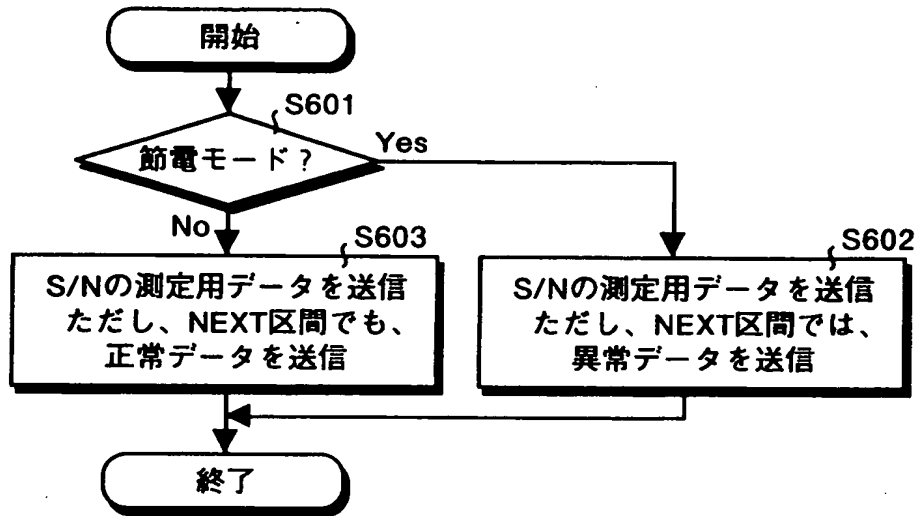 開始
S601
節電モード?
Yes
No
S603
S/Nの測定用データを送信
ただし、NEXT区間でも、
正常データを送信
S602
S/Nの測定用データを送信
ただし、NEXT区間では、
異常データを送信
終了